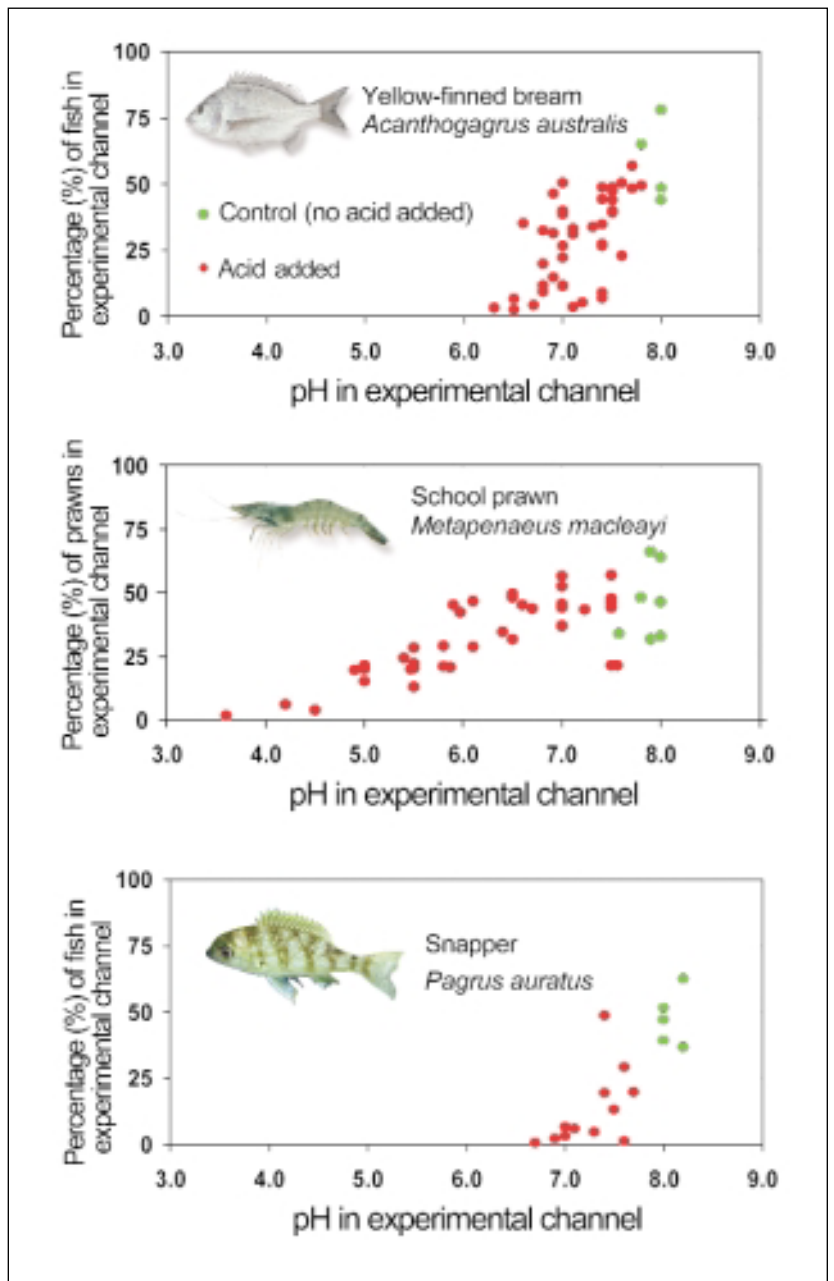 Percentage (%) of fish in
experimental channel
100
75
50
25
0
Yellow-finned bream
Acanthogagrus australis
Control (no acid added)
Acid added
3.0 4.0 5.0 6.0 7.0 8.0 9.0
pH in experimental channel
Percentage (%) of prawns in
experimental channel
100
75
50
25
0
School prawn
Metapenaeus macleayi
3.0 4.0 5.0 6.0 7.0 8.0 9.0
pH in experimental channel
Percentage (%) of fish in
experimental channel
100
75
50
25
0
Snapper
Pagrus auratus
3.0 4.0 5.0 6.0 7.0 8.0 9.0
pH in experimental channel